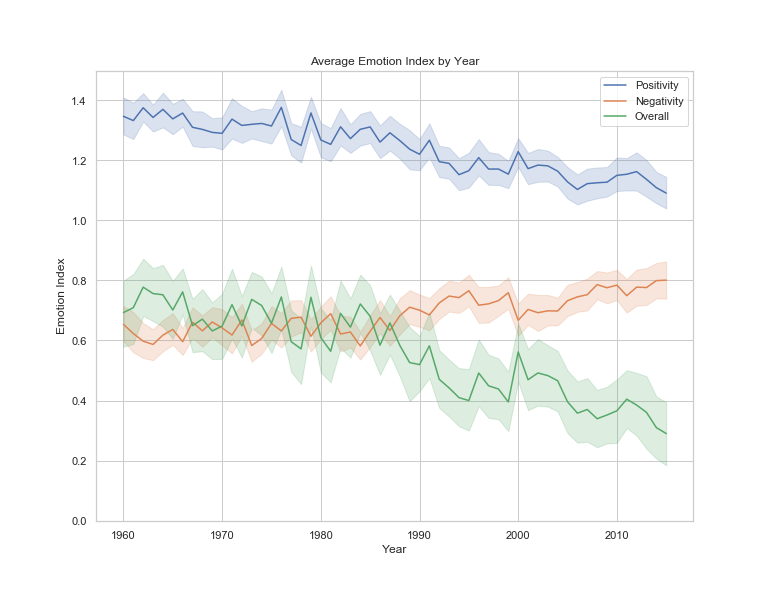 Average Emotion Index by Year
Positivity
Negativity
Overall
1.4
1.2
1.0
0.8
0.6
0.4
0.2
0.0
Emotion Index
1960
1970
1980
1990
2000
2010
Year